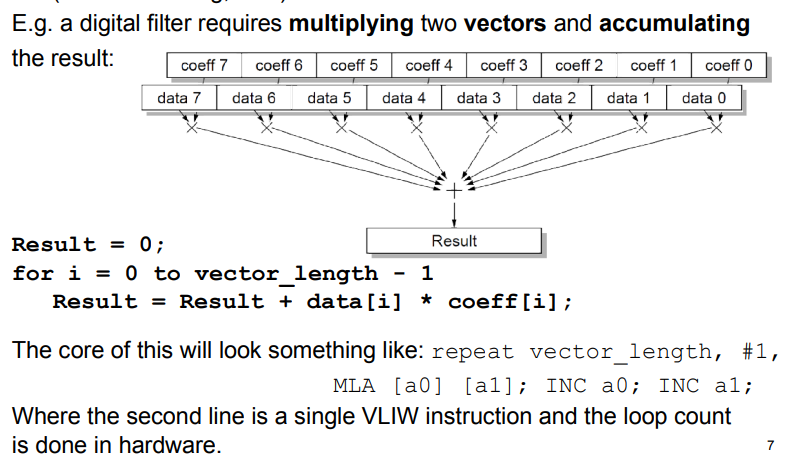 E.g. a digital filter requires multiplying two vectors and accumulating
the result:
coeff 7 coeff 6 coeff 5 coeff 4 coeff 3 coeff 2 coeff 1 coeff 0
data 7 data 6 data 5 data 4 data 3 data 2 data 1 data 0
+
Result
Result = 0;
for i = 0 to vector_length - 1
Result = Result + data[i] * coeff[i];
The core of this will look something like: repeat vector_length, #1,
MLA [a0] [a1]; INC a0; INC a1;
Where the second line is a single VLIW instruction and the loop count
is done in hardware.
7